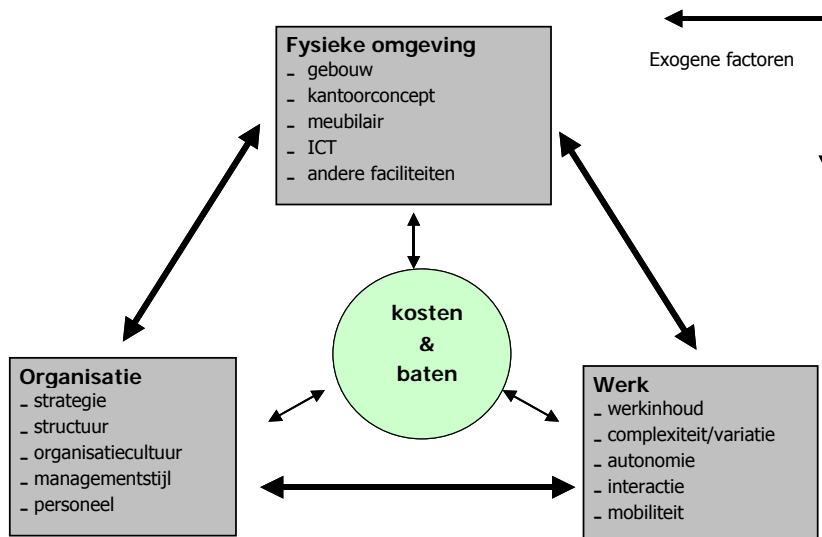 Fysieke omgeving
- gebouw
- kantoorconcept
- meubilair
- ICT
- andere faciliteiten
Exogene factoren
kosten
&
baten
Organisatie
- strategie
- structuur
- organisatiecultuur
- managementstijl
- personeel
Werk
- werkinhoud
- complexiteit/variatie
- autonomie
- interactie
- mobiliteit